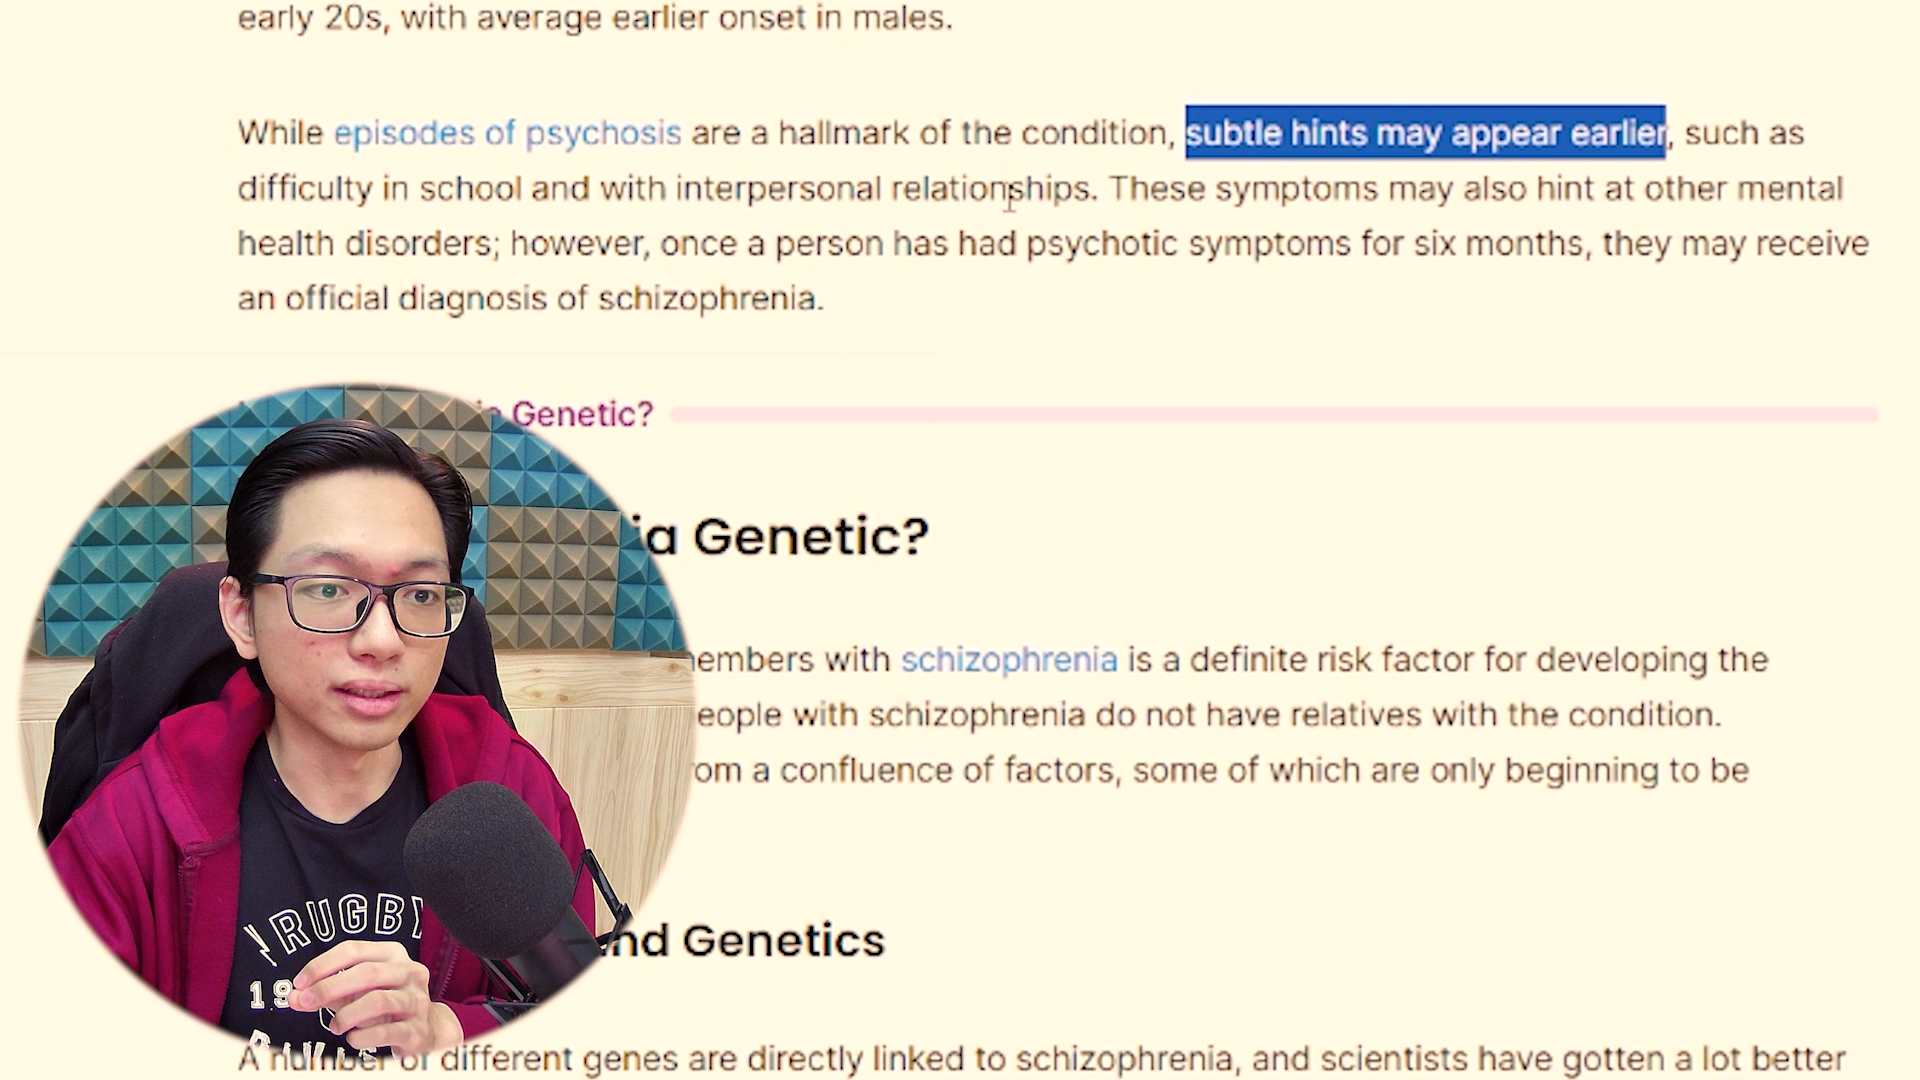 early 20s, with average earlier onset in males.
While episodes of psychosis are a hallmark of the condition, subtle hints may appear earlier, such as
difficulty in school and with interpersonal relationships. These symptoms may also hint at other mental
health disorders; however, once a person has had psychotic symptoms for six months, they may receive
an official diagnosis of schizophrenia.
Genetic?
Genetic?
embers with schizophrenia is a definite risk factor for developing the
eople with schizophrenia do not have relatives with the condition.
om a confluence of factors, some of which are only beginning to be
nd Genetics
RUGBY
19
A number of different genes are directly linked to schizophrenia, and scientists have gotten a lot better